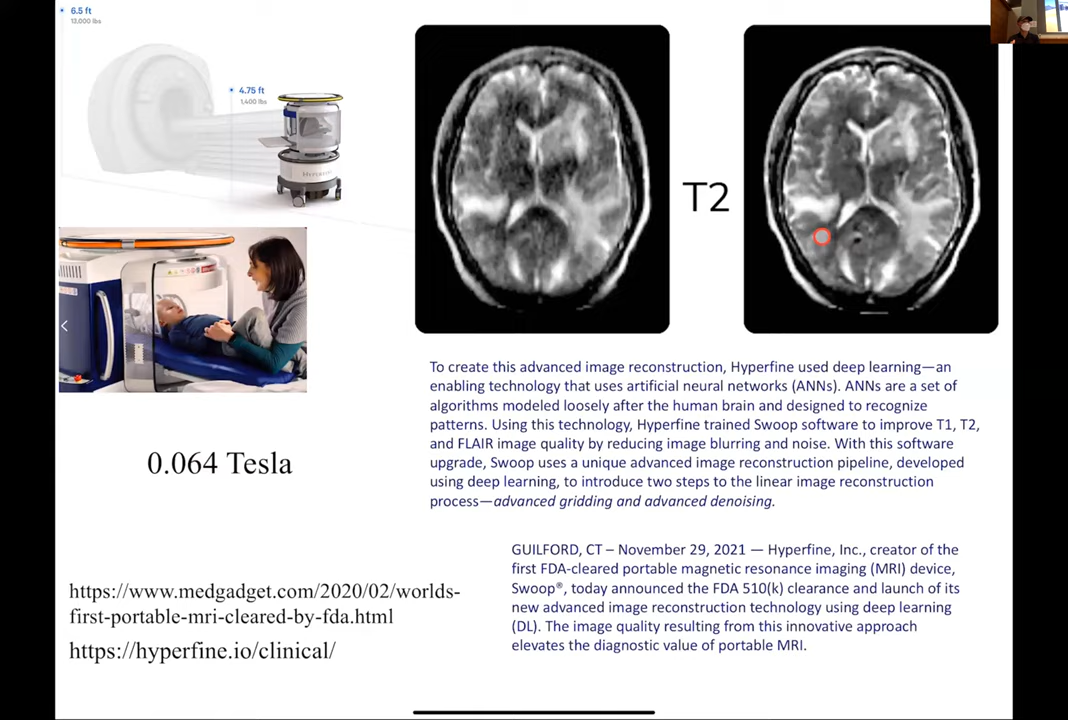 6.5 ft
13,000 lbs
4.75 ft
1,400 lbs
HYPERFINE
T2
To create this advanced image reconstruction, Hyperfine used deep learning—an
enabling technology that uses artificial neural networks (ANNs). ANNs are a set of
algorithms modeled loosely after the human brain and designed to recognize
patterns. Using this technology, Hyperfine trained Swoop software to improve T1, T2,
and FLAIR image quality by reducing image blurring and noise. With this software
upgrade, Swoop uses a unique advanced image reconstruction pipeline, developed
using deep learning, to introduce two steps to the linear image reconstruction
process—advanced gridding and advanced denoising.
0.064 Tesla
GUILFORD, CT – November 29, 2021 — Hyperfine, Inc., creator of the
first FDA-cleared portable magnetic resonance imaging (MRI) device,
Swoop®, today announced the FDA 510(k) clearance and launch of its
new advanced image reconstruction technology using deep learning
(DL). The image quality resulting from this innovative approach
elevates the diagnostic value of portable MRI.
https://www.medgadget.com/2020/02/worlds-
first-portable-mri-cleared-by-fda.html
https://hyperfine.io/clinical/